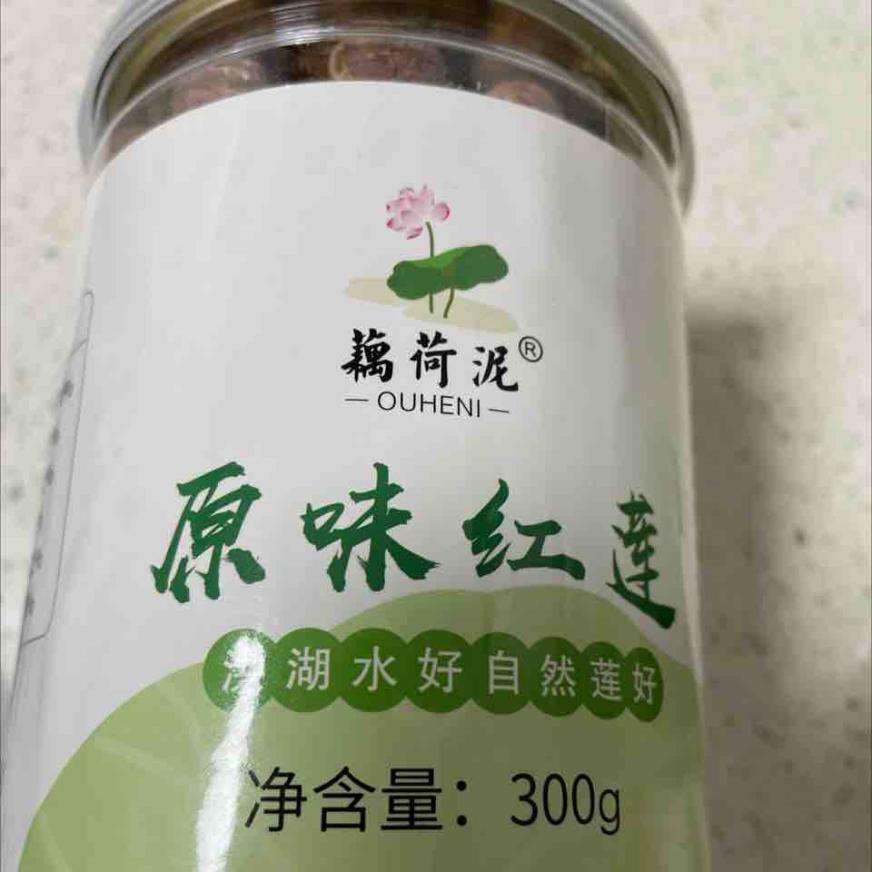 藕荷泥®
OUHENI
原味红莲
湖水好自然莲好
净含量：300g